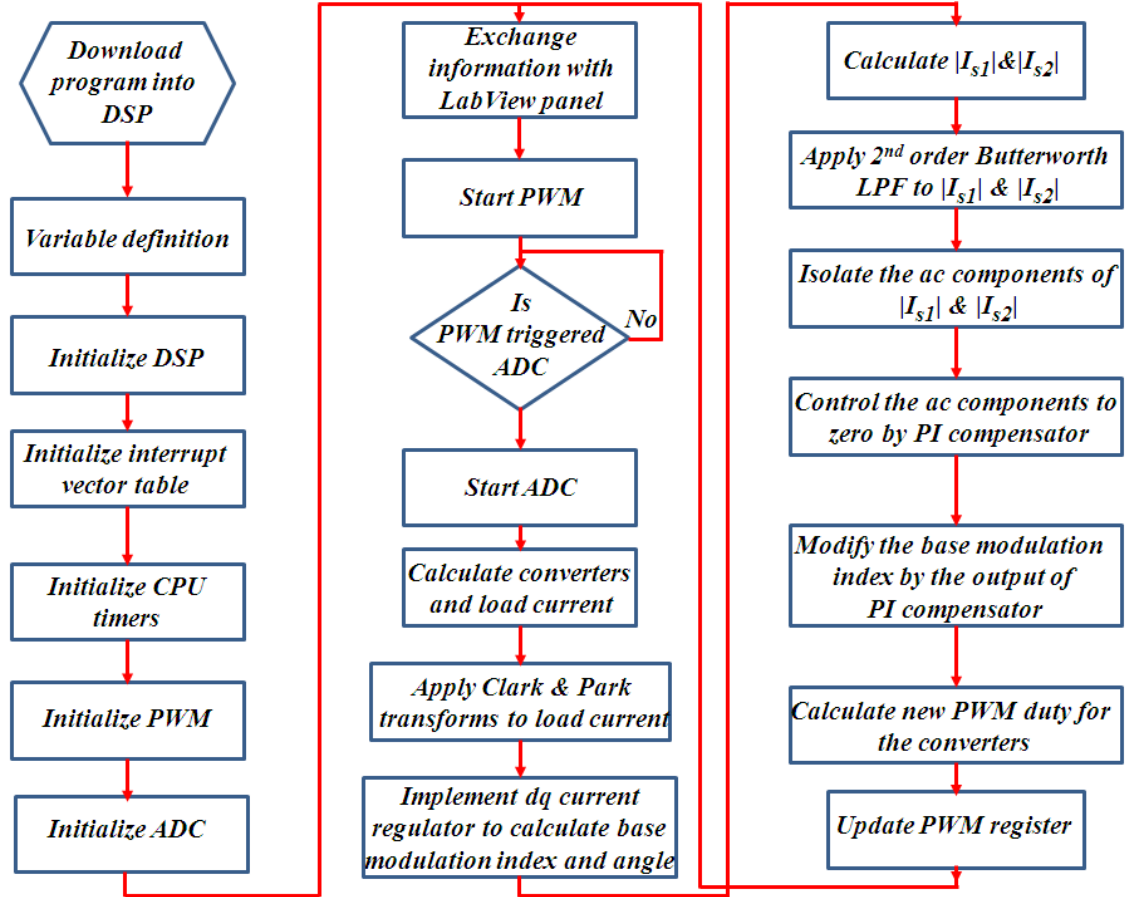 Download
program into
DSP
Variable definition
Initialize DSP
Initialize interrupt
vector table
Initialize CPU
timers
Initialize PWM
Initialize ADC
Exchange
information with
LabView panel
Start PWM
Is
PWM triggered
ADC
No
Start ADC
Calculate converters
and load current
Apply Clark & Park
transforms to load current
Implement dq current
regulator to calculate base
modulation index and angle
Calculate |Is1|&|Is2|
Apply 2nd order Butterworth
LPF to |Is1| & |Is2|
Isolate the ac components of
|Is1| & |Is2|
Control the ac components to
zero by PI compensator
Modify the base modulation
index by the output of
PI compensator
Calculate new PWM duty for
the converters
Update PWM register